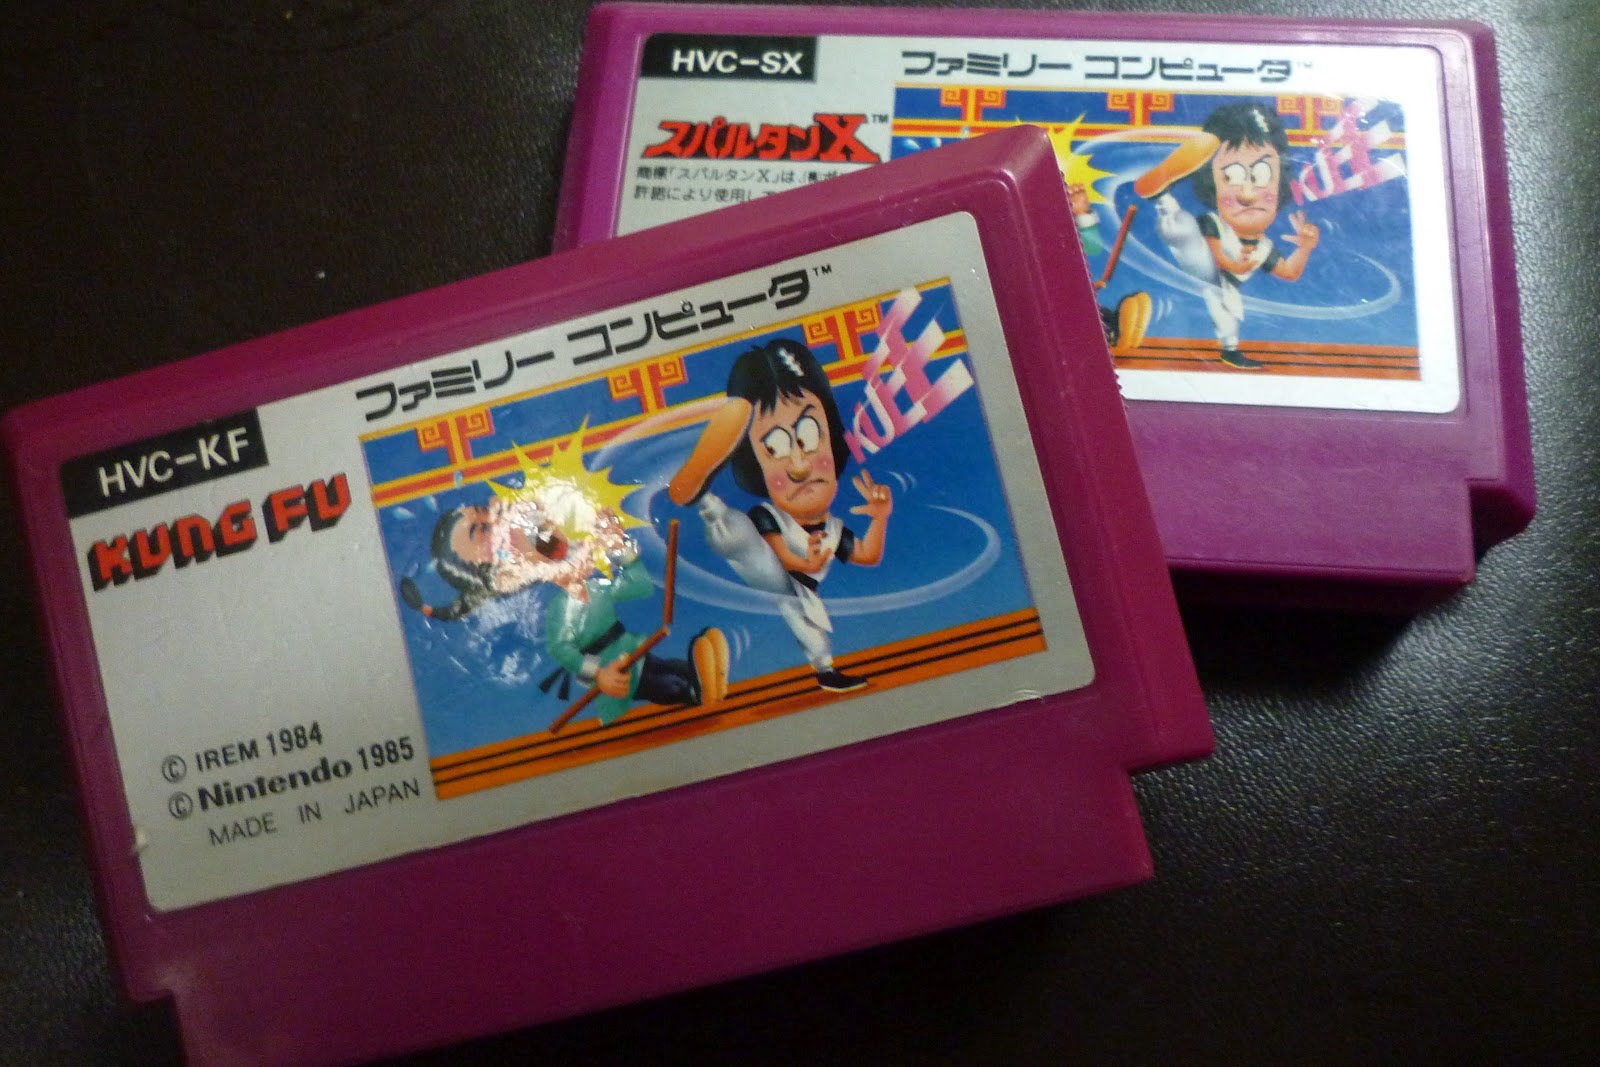 HVC-SX
ファミリー コンピュータ™
スパルタンX™
商標「スパルタンX」は、(株)
許諾により使用し
KUEE
HVC-KF
ファミリー コンピュータ™
KUNG FU
KUEE
© IREM 1984
© Nintendo 1985
MADE IN JAPAN